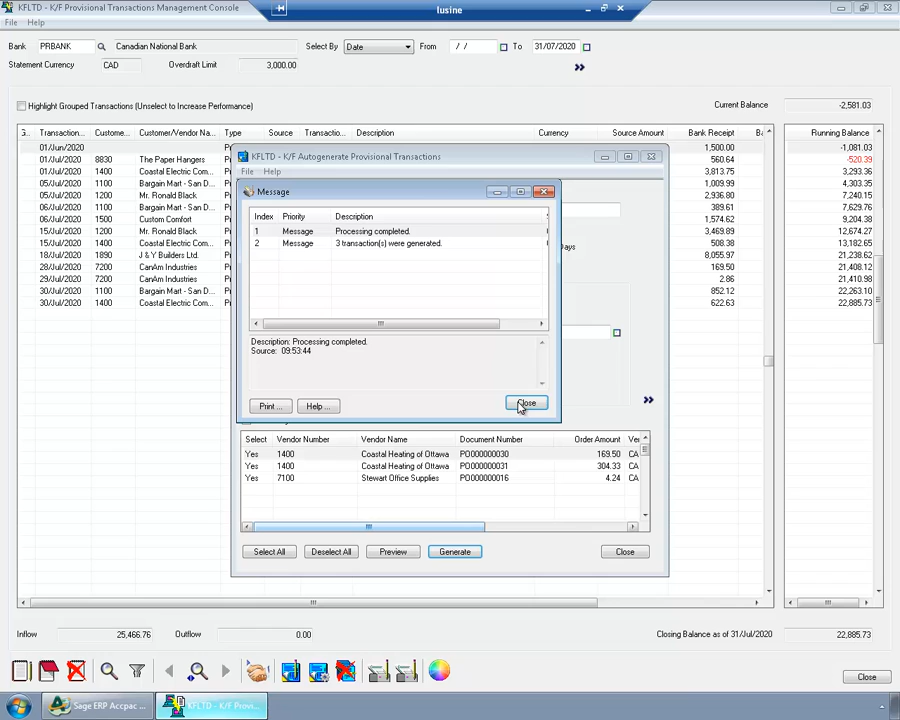 KFLTD - K/F Provisional Transactions Management Console
lusine
File Help
Bank PRBANK Canadian National Bank Select By Date From / / To 31/07/2020
Statement Currency CAD Overdraft Limit 3,000.00
Highlight Grouped Transactions (Unselect to Increase Performance) Current Balance -2,581.03
G.. Transaction... Custome... Customer/Vendor Na... Type Source Transactio... Description Currency Source Amount Bank Receipt Ba Running Balance
01/Jun/2020 1,500.00 -1,081.03
01/Jul/2020 8830 The Paper Hangers 560.64 -520.39
01/Jul/2020 1400 Coastal Electric Com... 3,813.75 3,293.36
05/Jul/2020 1100 Bargain Mart - San D... 1,009.99 4,303.35
05/Jul/2020 Mr. Ronald Black 2,936.80 7,240.15
06/Jul/2020 1100 Bargain Mart - San D... 389.61 7,629.76
06/Jul/2020 1500 Custom Comfort 1,574.62 9,204.38
15/Jul/2020 Mr. Ronald Black 12,674.27
15/Jul/2020 1400 Coastal Electric Com... 508.38 13,182.65
18/Jul/2020 1890 J & Y Builders Ltd. 8,055.97 21,238.62
28/Jul/2020 7200 CanAm Industries 169.50 21,408.12
29/Jul/2020 7200 CanAm Industries 2.86 21,410.98
30/Jul/2020 1100 Bargain Mart - San D... 852.12 22,263.10
30/Jul/2020 1400 Coastal Electric Com... 622.63 22,885.73
KFLTD - K/F Autogenerate Provisional Transactions
File Help
Days
Message
Index Priority Description
1 Message Processing completed.
2 Message 3 transaction(s) were generated.
Description: Processing completed.
Source: 09:53:44
Print ... Help ... Close
Select Vendor Number Vendor Name Document Number Order Amount Ve
Yes 1400 Coastal Heating of Ottawa PO000000030 169.50 CA
Yes 1400 Coastal Heating of Ottawa PO000000031 304.33 CA
Yes 7100 Stewart Office Supplies PO000000016 4.24 CA
Select All Deselect All Preview Generate Close
Inflow 25,466.76 Outflow 0.00 Closing Balance as of 31/Jul/2020 22,885.73
Close
Sage ERP Accpac ... KFLTD - K/F Provi...